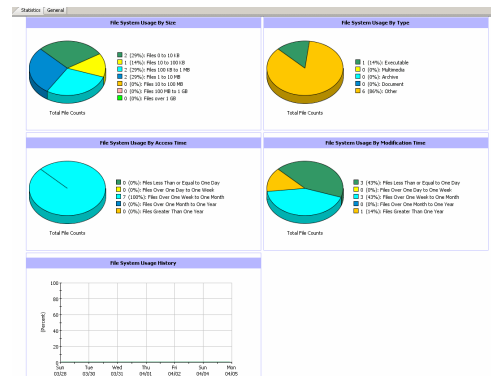 Statistics General
File System Usage By Size
2 (29%): Files 0 to 10 KB
1 (14%): Files 10 to 100 KB
2 (29%): Files 100 KB to 1 MB
2 (29%): Files 1 to 10 MB
0 (0%): Files 10 to 100 MB
0 (0%): Files 100 MB to 1 GB
0 (0%): Files over 1 GB
Total File Counts
File System Usage By Type
1 (14%): Executable
0 (0%): Multimedia
0 (0%): Archive
0 (0%): Document
6 (86%): Other
Total File Counts
File System Usage By Access Time
0 (0%): Files Less Than or Equal to One Day
0 (0%): Files Over One Day to One Week
7 (100%): Files Over One Week to One Month
0 (0%): Files Over One Month to One Year
0 (0%): Files Greater Than One Year
Total File Counts
File System Usage By Modification Time
3 (43%): Files Less Than or Equal to One Day
0 (0%): Files Over One Day to One Week
3 (43%): Files Over One Week to One Month
0 (0%): Files Over One Month to One Year
1 (14%): Files Greater Than One Year
Total File Counts
File System Usage History
(Percent)
100
80
60
40
20
0
Sun Tue Wed Thu Fri Sun Mon
03/28 03/30 03/31 04/01 04/02 04/04 04/05